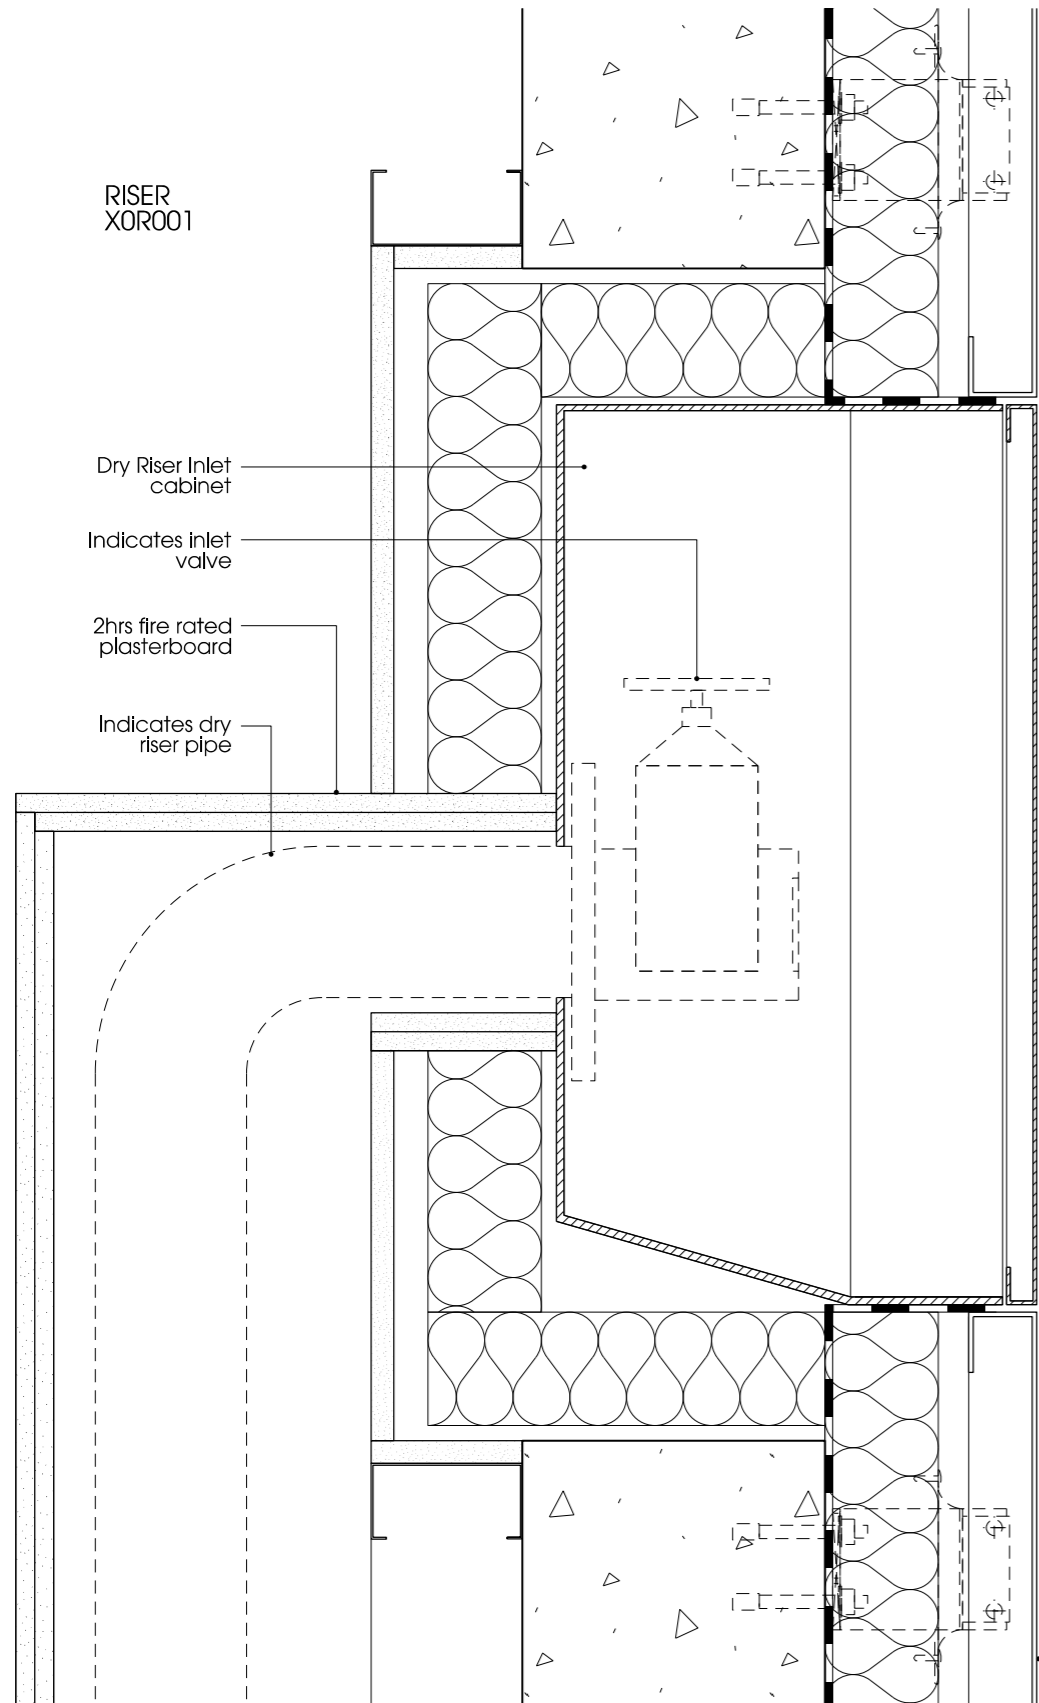 RISER
X0R001
Dry Riser Inlet
cabinet
Indicates inlet
valve
2hrs fire rated
plasterboard
Indicates dry
riser pipe